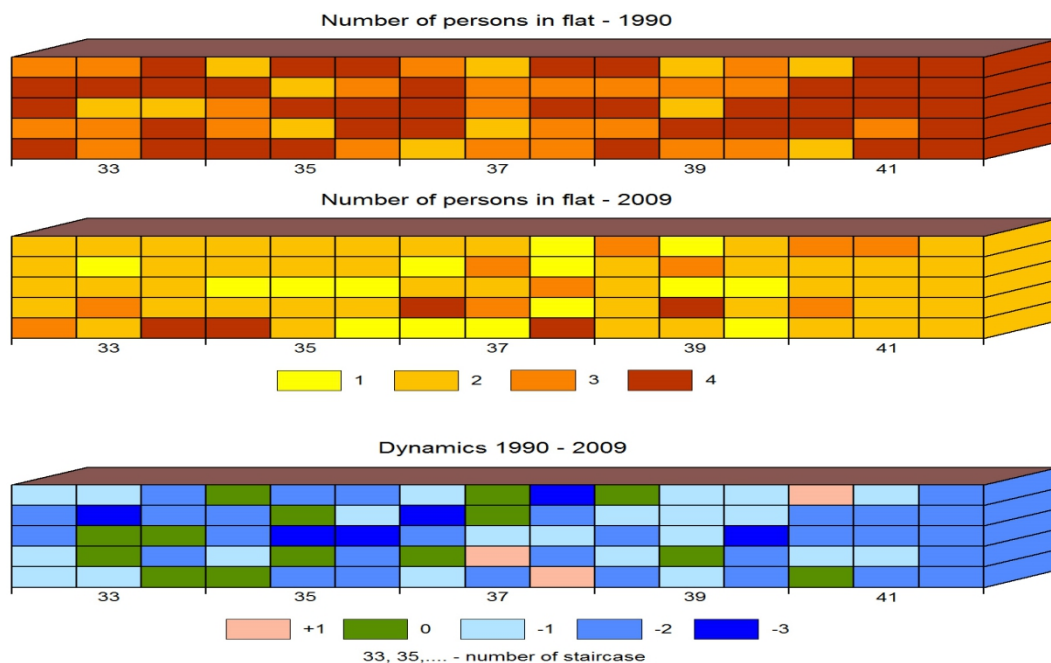 Number of persons in flat - 1990
33 35 37 39 41
Number of persons in flat - 2009
33 35 37 39 41
1 2 3 4
Dynamics 1990 - 2009
33 35 37 39 41
+1 0 -1 -2 -3
33, 35,.... - number of staircase